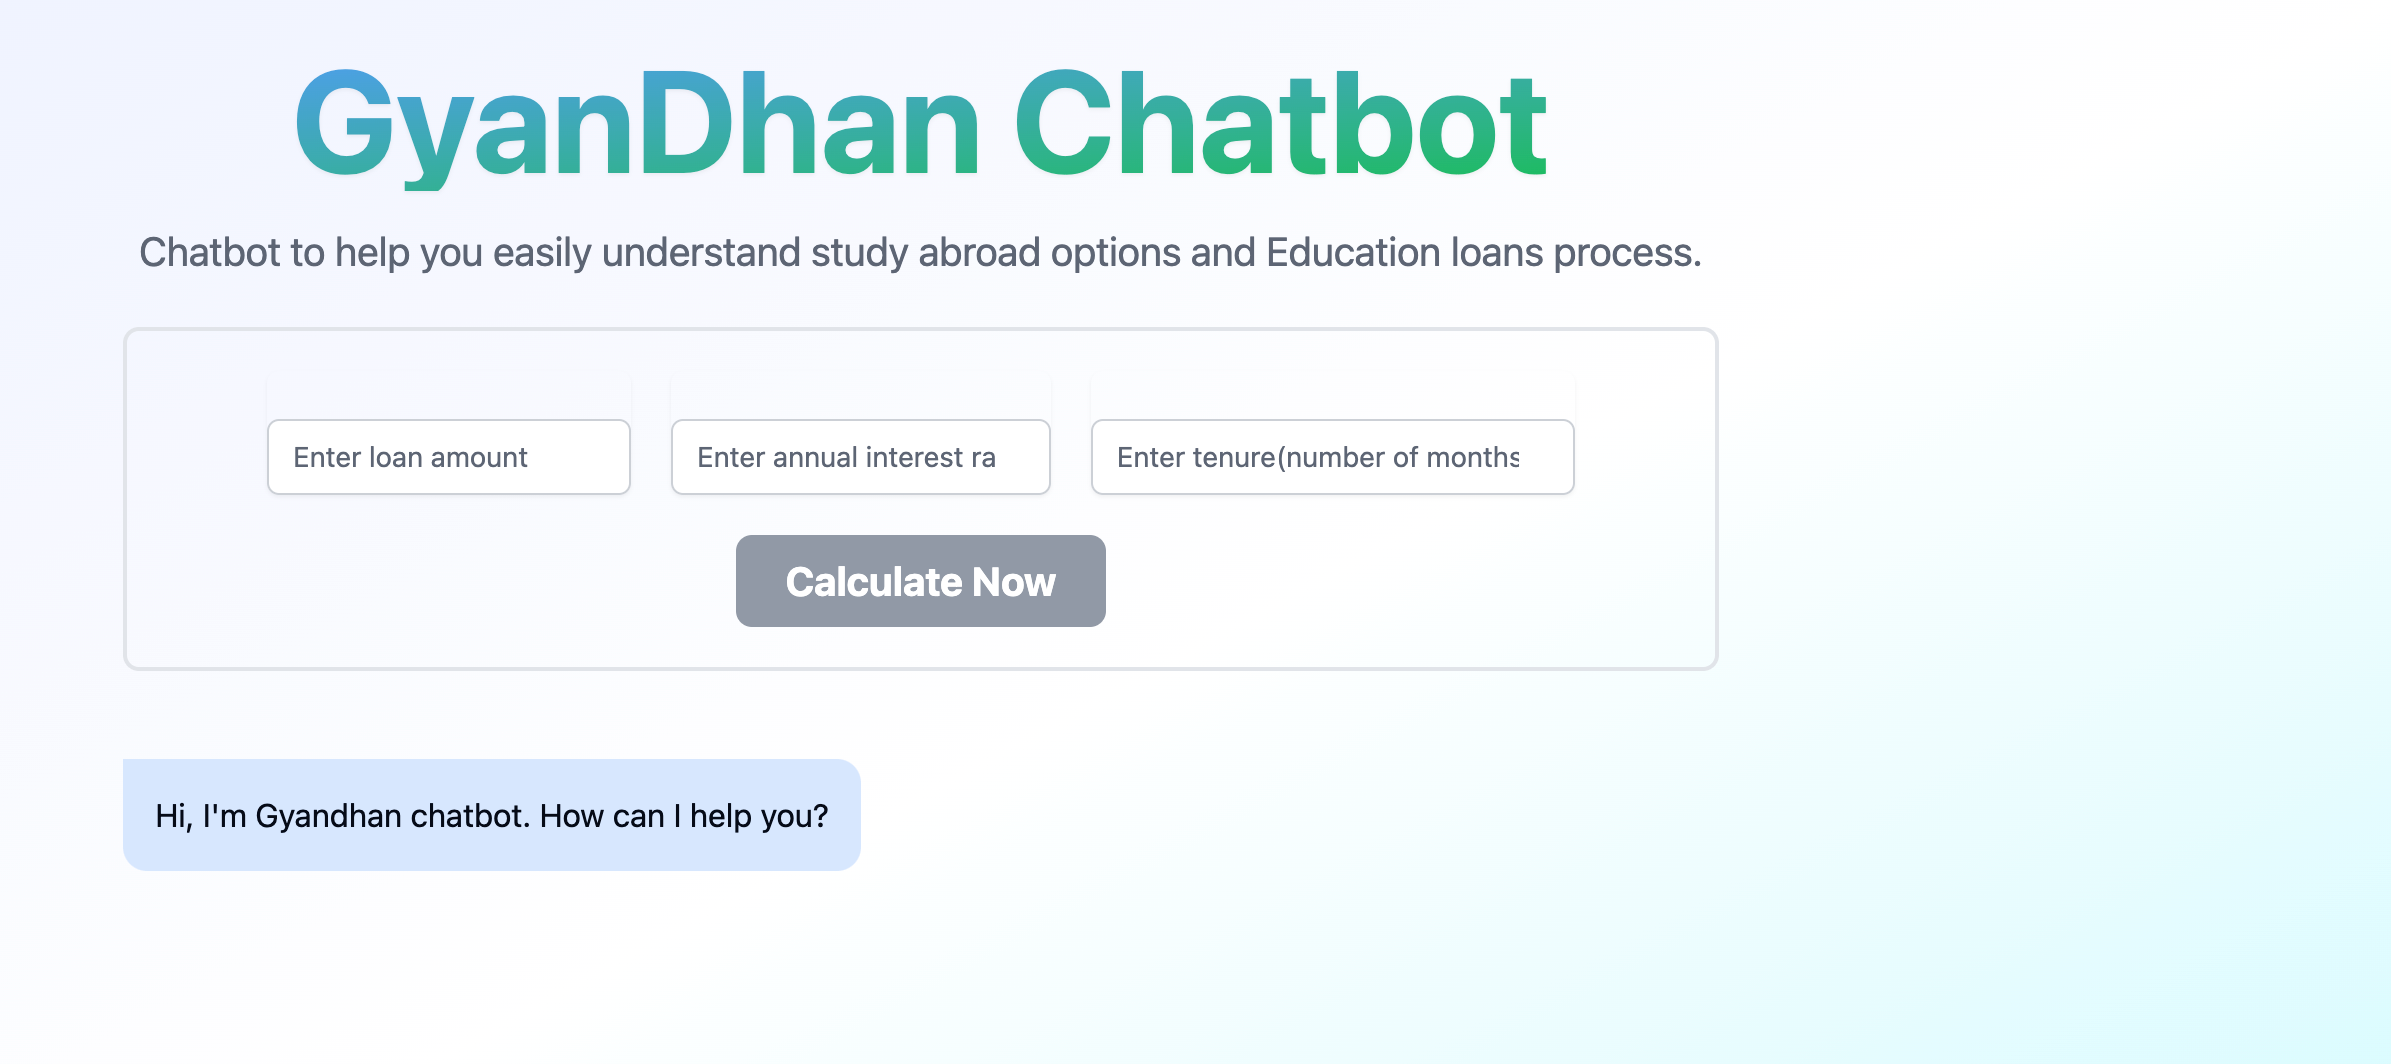 GyanDhan Chatbot
Chatbot to help you easily understand study abroad options and Education loans process.
Enter loan amount
Enter annual interest ra
Enter tenure(number of months
Calculate Now
Hi, I'm Gyandhan chatbot. How can I help you?